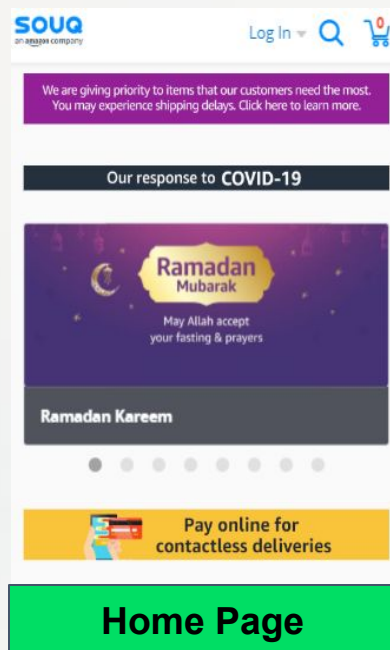 SOUQ
an amazon company
Log In
0
We are giving priority to items that our customers need the most.
You may experience shipping delays. Click here to learn more.
Our response to COVID-19
Ramadan
Mubarak
May Allah accept
your fasting & prayers
Ramadan Kareem
Pay online for
contactless deliveries
Home Page